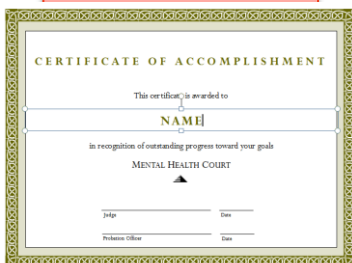 CERTIFICATE OF ACCOMPLISHMENT
This certificate is awarded to
NAME
in recognition of outstanding progress toward your goals
MENTAL HEALTH COURT
Judge Date
Probation Officer Date